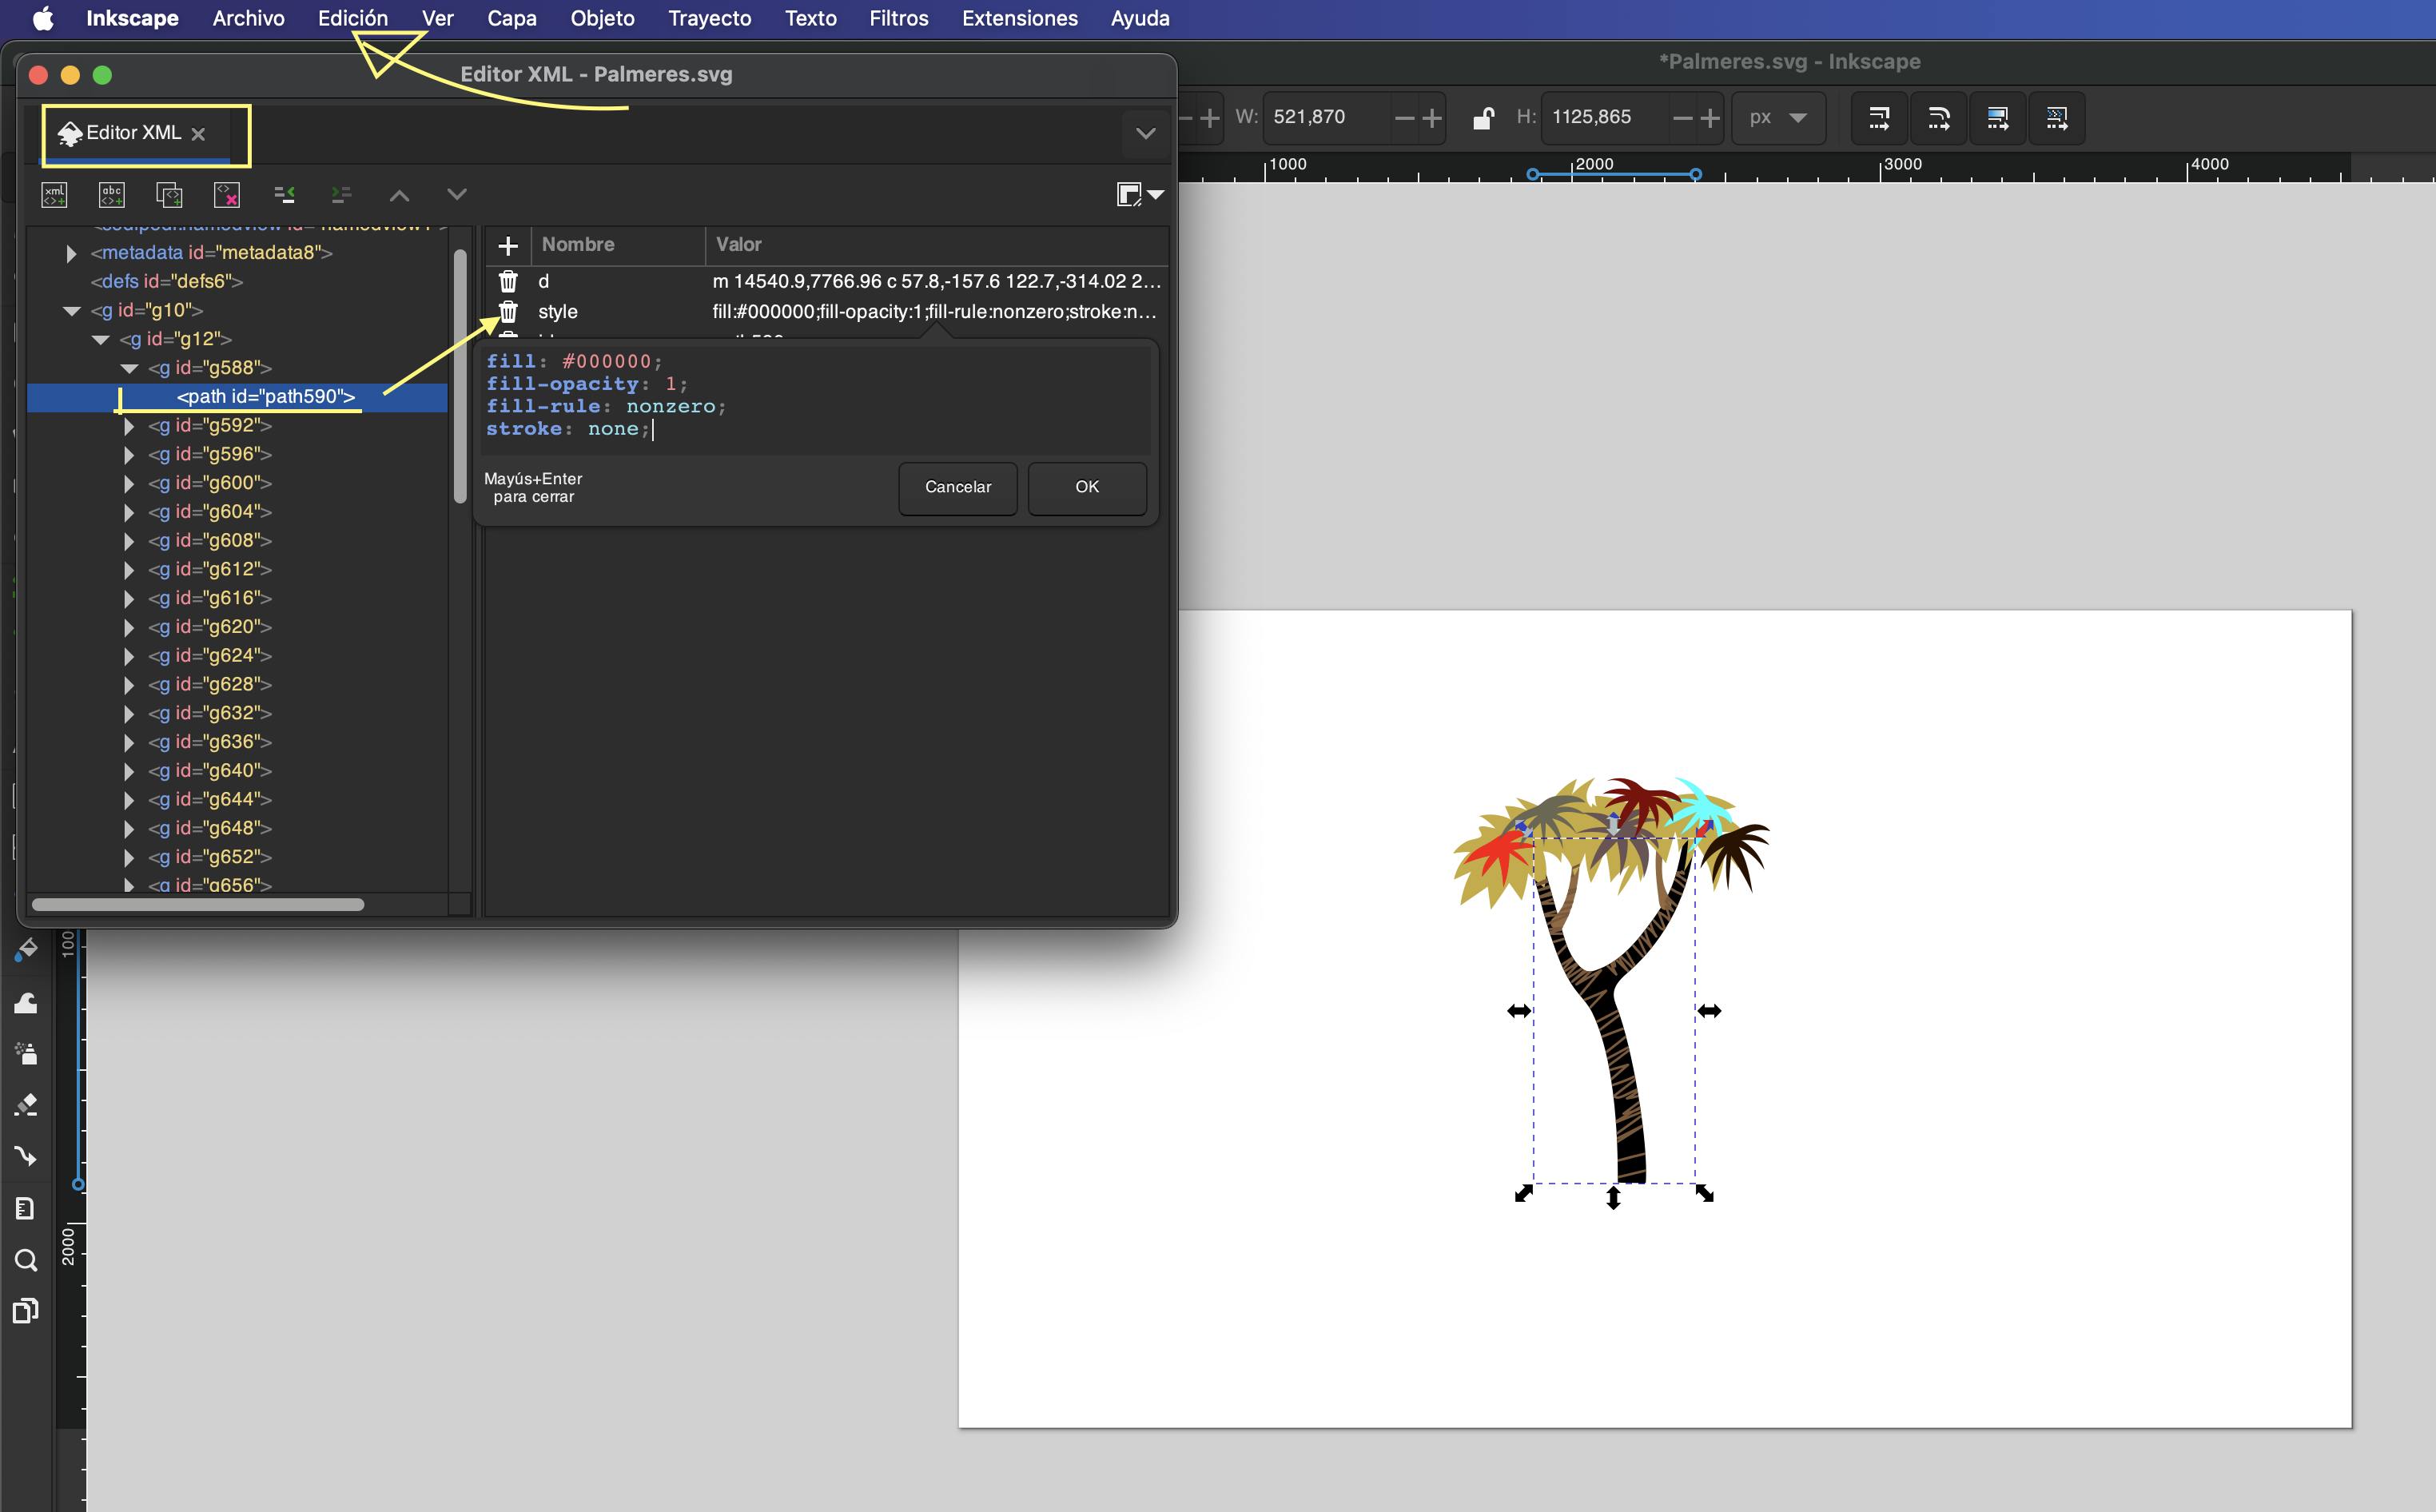 Inkscape Archivo Edición Ver Capa Objeto Trayecto Texto Filtros Extensiones Ayuda
*Palmeres.svg - Inkscape
Editor XML - Palmeres.svg
W: 521,870 H: 1125,865 px
Editor XML
1000 2000 3000 4000
xml
abc
Nombre Valor
<metadata id="metadata8">
<defs id="defs6">
<g id="g10">
<g id="g12">
<g id="g588">
<path id="path590">
<g id="g592">
<g id="g596">
<g id="g600">
<g id="g604">
<g id="g608">
<g id="g612">
<g id="g616">
<g id="g620">
<g id="g624">
<g id="g628">
<g id="g632">
<g id="g636">
<g id="g640">
<g id="g644">
<g id="g648">
<g id="g652">
<g id="g656">
d m 14540.9,7766.96 c 57.8,-157.6 122.7,-314.02 2…
style fill:#000000;fill-opacity:1;fill-rule:nonzero;stroke:n…
fill: #000000;
fill-opacity: 1;
fill-rule: nonzero;
stroke: none;
Mayús+Enter
para cerrar
Cancelar OK
100
2000